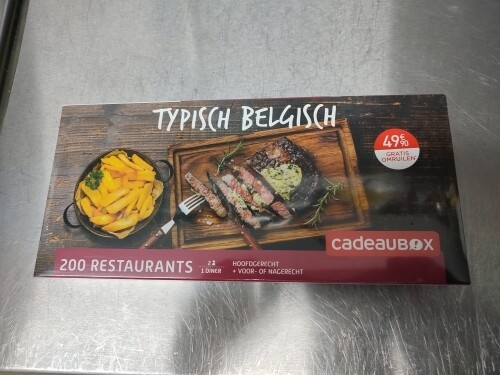 TYPISCH BELGISCH
49€90
GRATIS
OMRUILEN
CADEAUBOX
200 RESTAURANTS
2
1 DINER
HOOFDGERECHT
+ VOOR- OF NAGERECHT